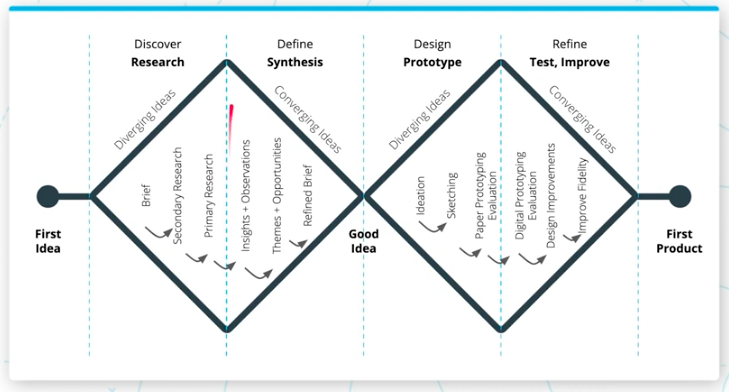 Discover
Research
Define
Synthesis
Design
Prototype
Refine
Test, Improve
Diverging Ideas
Converging Ideas
Diverging Ideas
Converging Ideas
Brief
Secondary Research
Primary Research
Insights + Observations
Themes + Opportunities
Refined Brief
Ideation
Sketching
Paper Prototyping
Evaluation
Digital Prototyping
Evaluation
Design Improvements
Improve Fidelity
First
Idea
Good
Idea
First
Product